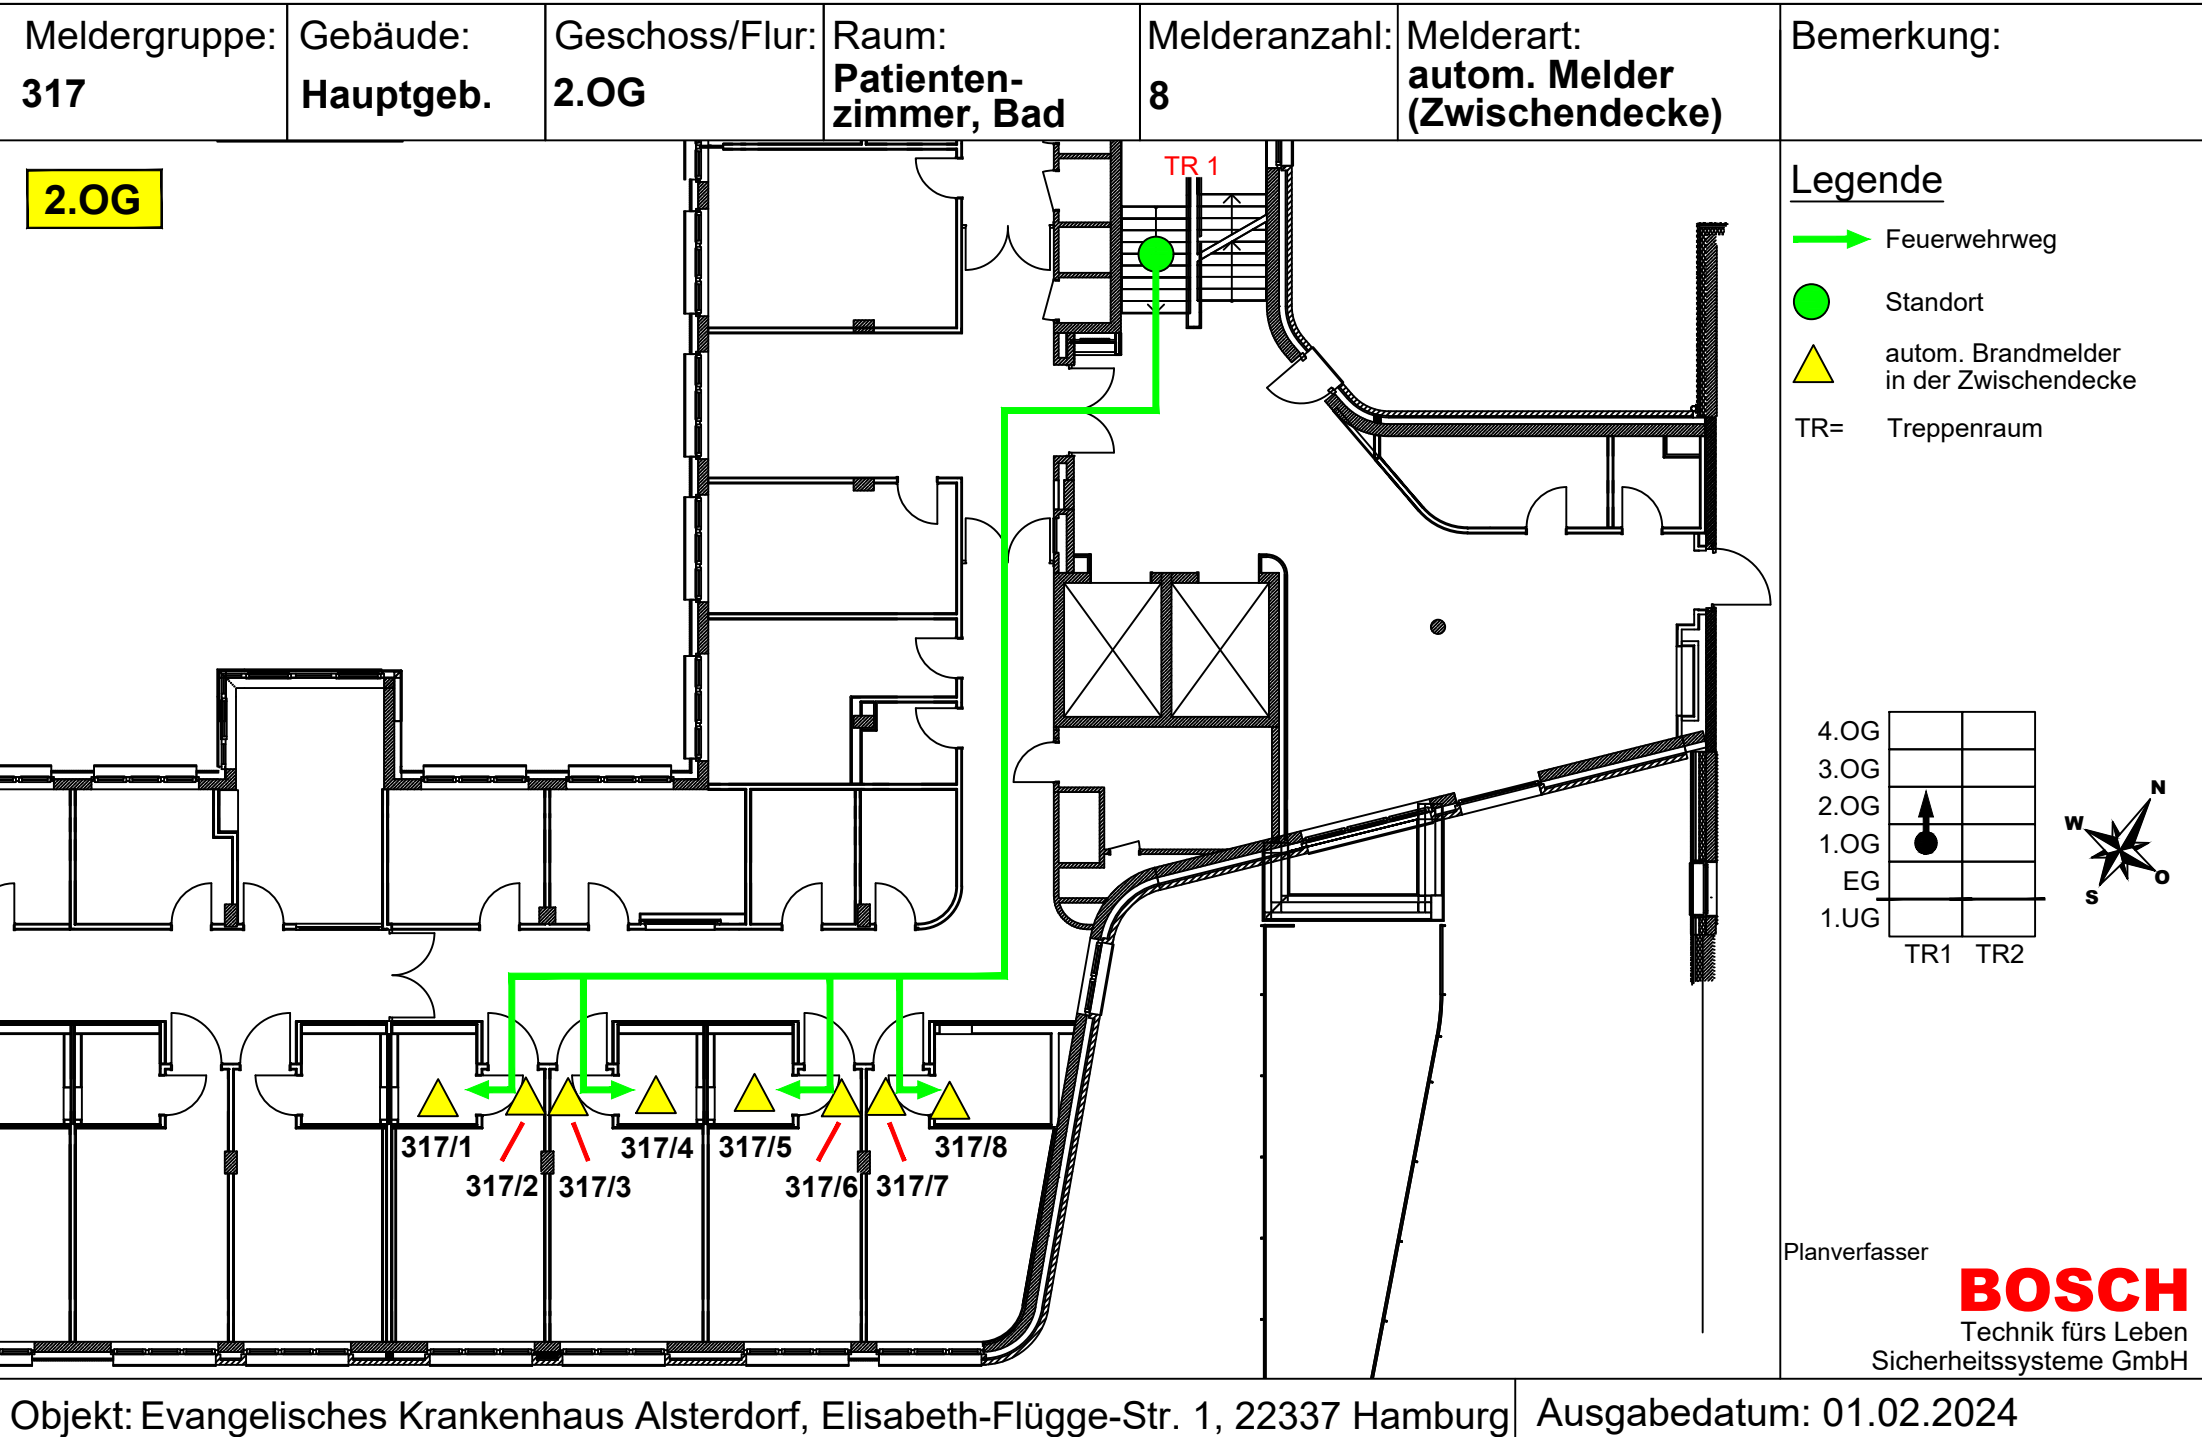 Meldergruppe:
317
Gebäude:
Hauptgeb.
Geschoss/Flur:
2.OG
Raum:
Patienten-
zimmer, Bad
Melderanzahl:
8
Melderart:
autom. Melder
(Zwischendecke)
Bemerkung:
2.OG
TR 1
Legende
Feuerwehrweg
Standort
autom. Brandmelder
in der Zwischendecke
TR= Treppenraum
4.OG
3.OG
2.OG
1.OG
EG
1.UG
TR1 TR2
N
W
O
S
317/1
317/2
317/3
317/4
317/5
317/6
317/7
317/8
Planverfasser
BOSCH
Technik fürs Leben
Sicherheitssysteme GmbH
Objekt: Evangelisches Krankenhaus Alsterdorf, Elisabeth-Flügge-Str. 1, 22337 Hamburg
Ausgabedatum: 01.02.2024